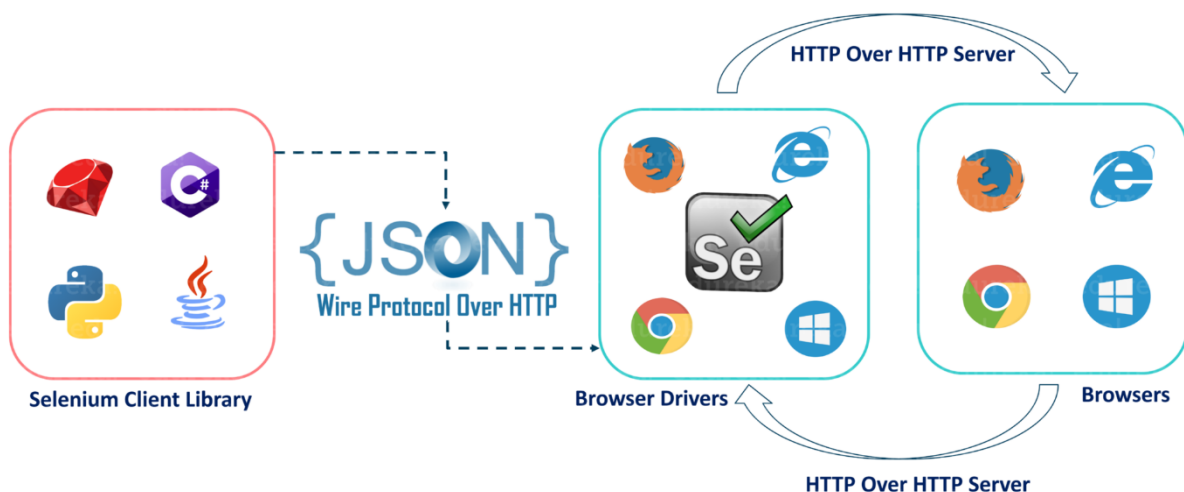 HTTP Over HTTP Server
C#
{JSON}
Wire Protocol Over HTTP
Se
Selenium Client Library
Browser Drivers
Browsers
HTTP Over HTTP Server